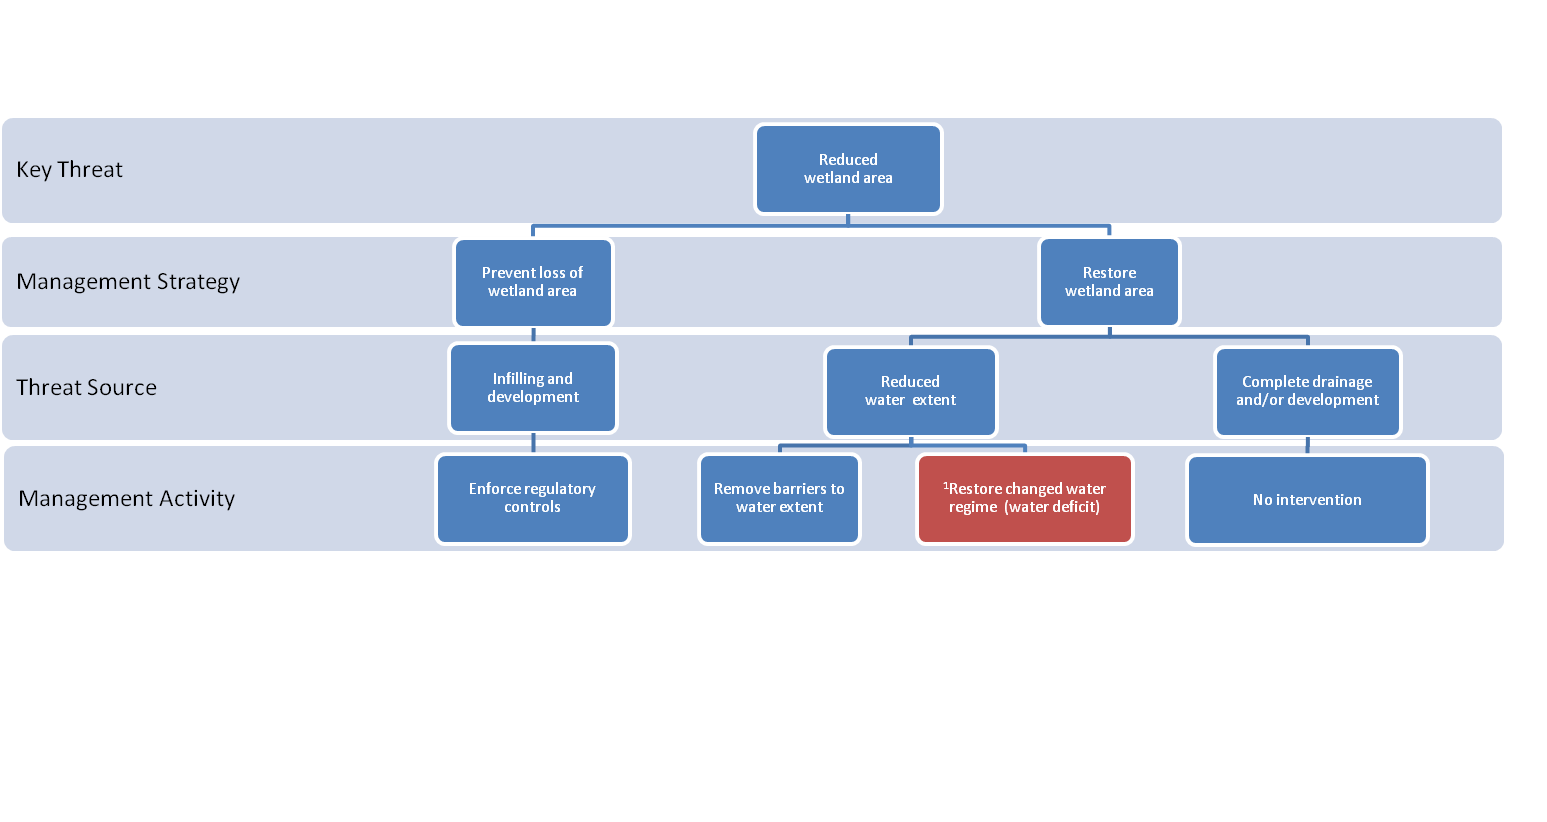 Key Threat
Reduced
wetland area
Management Strategy
Prevent loss of
wetland area
Restore
wetland area
Threat Source
Infilling and
development
Reduced
water extent
Complete drainage
and/or development
Management Activity
Enforce regulatory
controls
Remove barriers to
water extent
¹Restore changed water
regime (water deficit)
No intervention